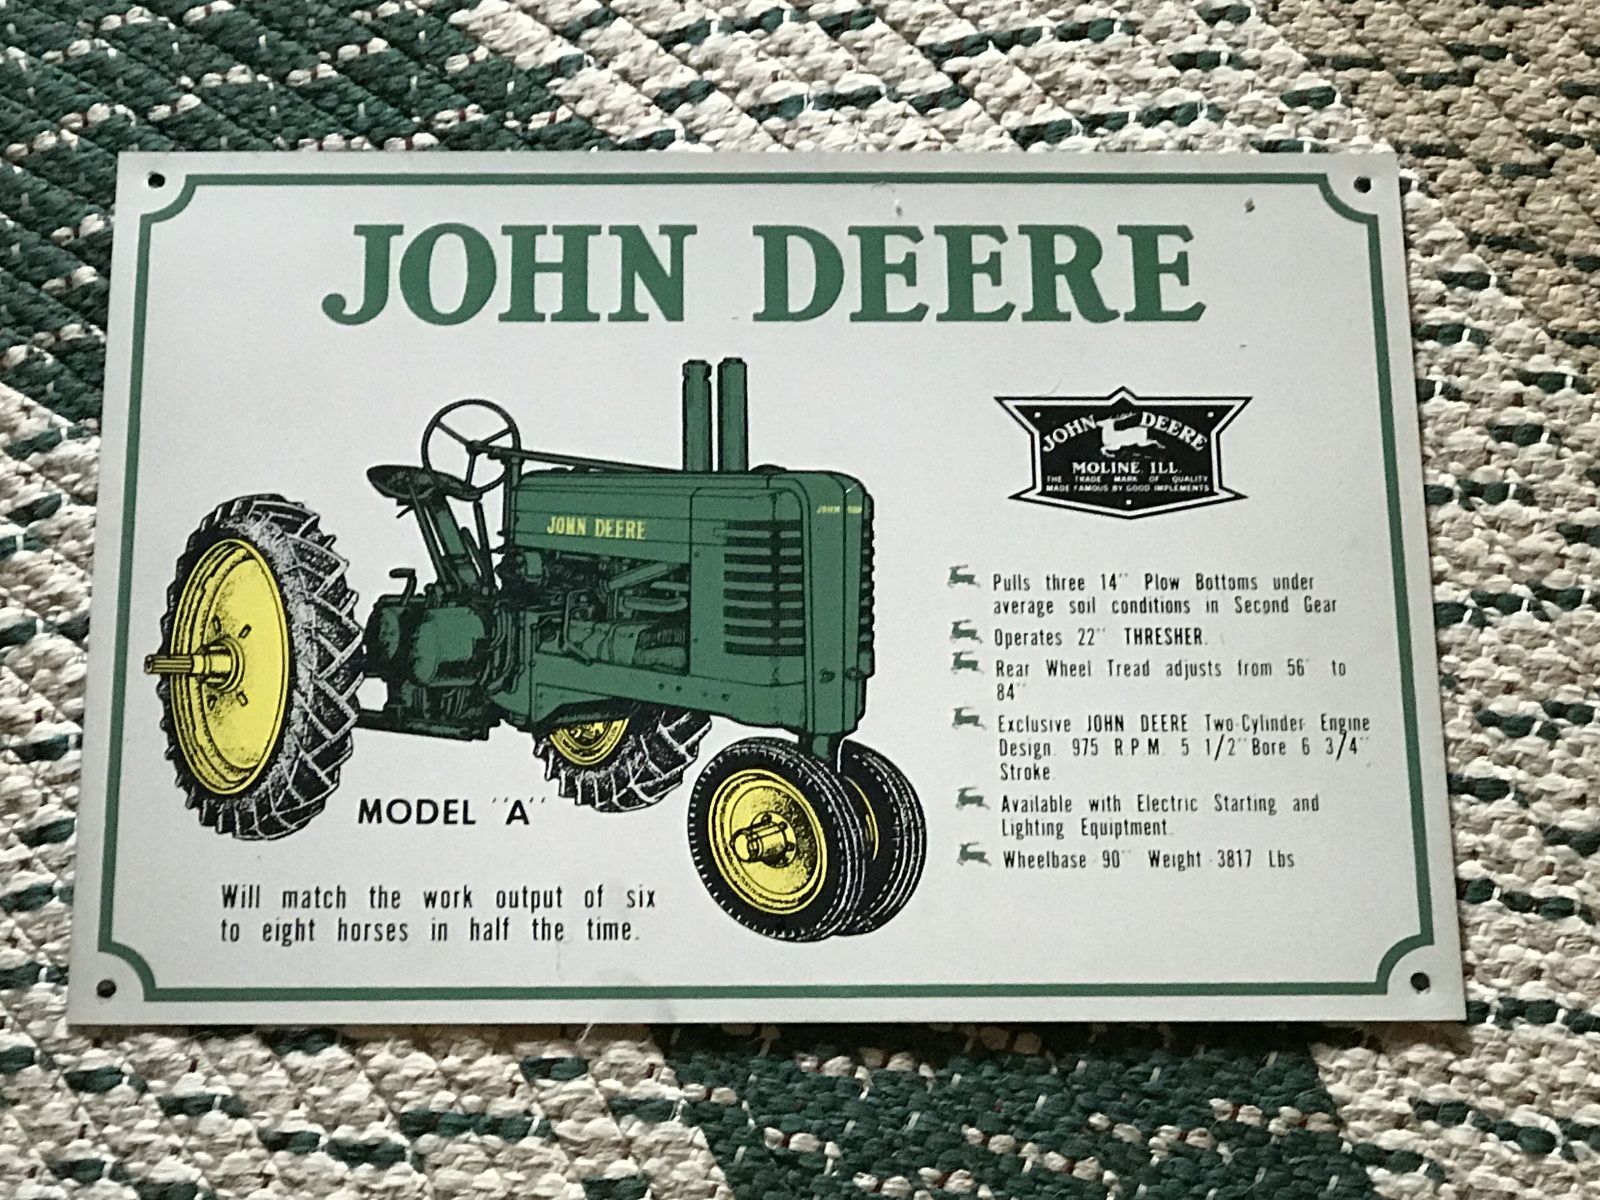 JOHN DEERE
JOHN DEERE
MOLINE, ILL.
THE TRADE MARK OF QUALITY
MADE FAMOUS BY GOOD IMPLEMENTS
JOHN DEERE
JOHN
Pulls three 14" Plow Bottoms under
average soil conditions in Second Gear
Operates 22" THRESHER.
Rear Wheel Tread adjusts from 56" to
84"
Exclusive JOHN DEERE Two-Cylinder Engine
Design. 975 R.P.M. 5 1/2" Bore 6 3/4"
Stroke.
Available with Electric Starting and
Lighting Equiptment.
Wheelbase - 90" Weight - 3817 Lbs
MODEL "A"
Will match the work output of six
to eight horses in half the time.